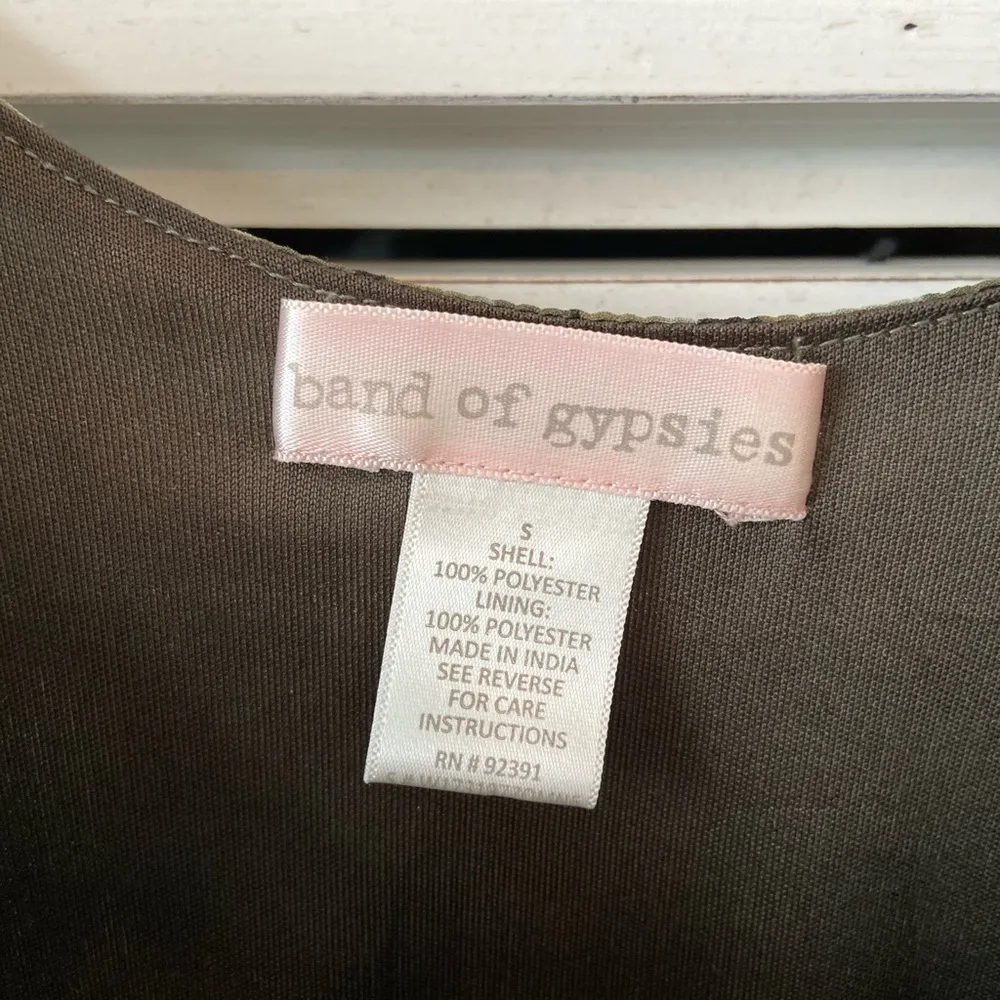 band of gypsies
S
SHELL:
100% POLYESTER
LINING:
100% POLYESTER
MADE IN INDIA
SEE REVERSE
FOR CARE
INSTRUCTIONS
RN # 92391